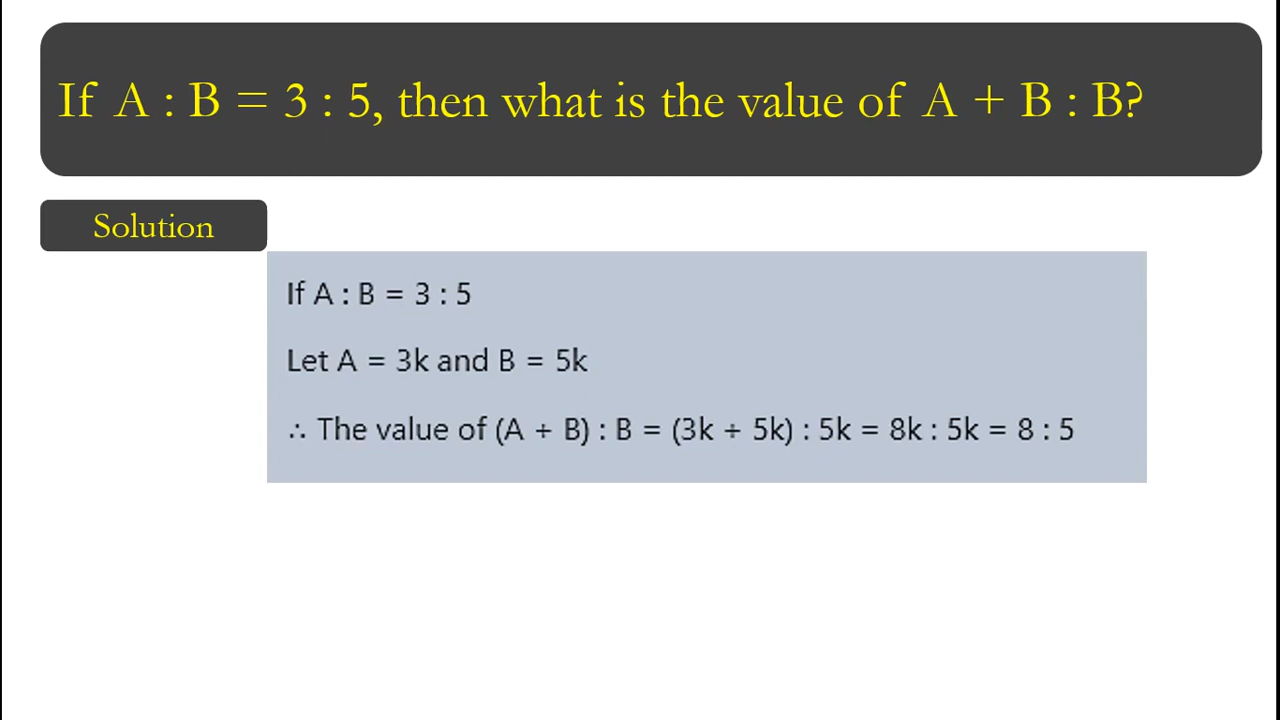 If A : B = 3 : 5, then what is the value of A + B : B?
Solution
If A : B = 3 : 5
Let A = 3k and B = 5k
∴ The value of (A + B) : B = (3k + 5k) : 5k = 8k : 5k = 8 : 5